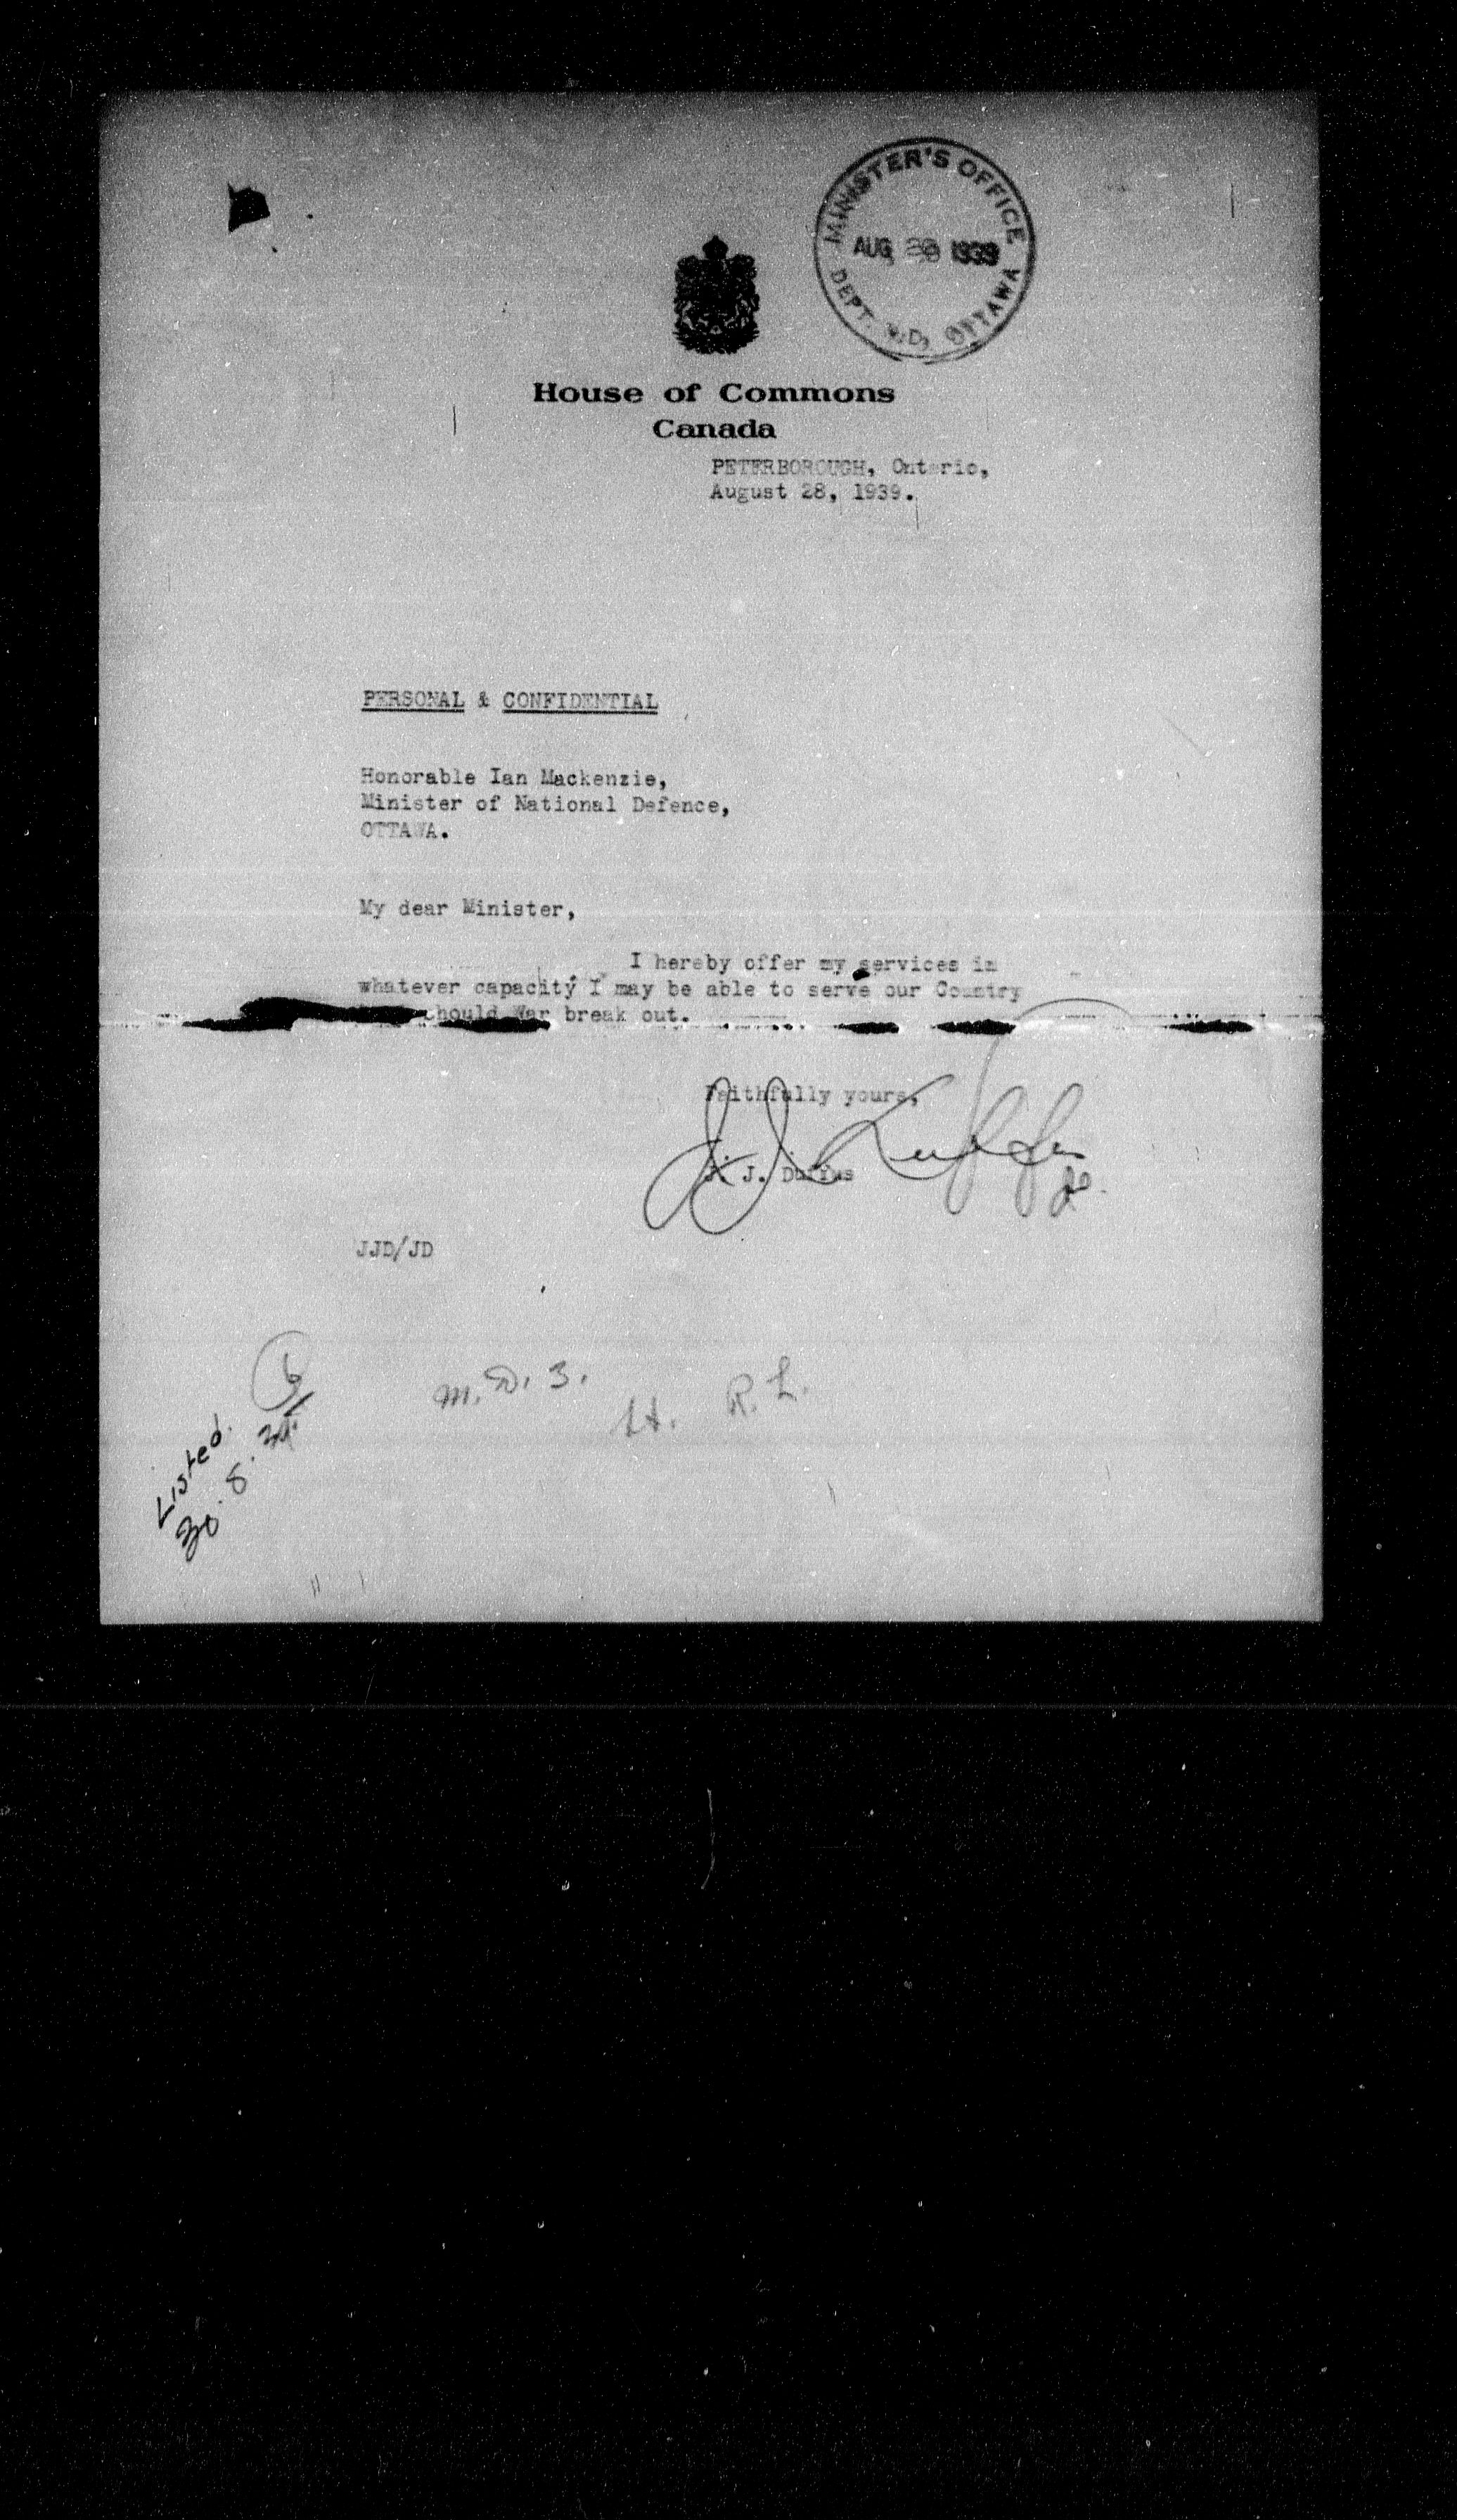 MINISTER'S OFFICE
AUG 1939
DEPT. N.D, OTTAWA
House of Commons
Canada
PETERBOROUGH, Ontario,
August 28, 1939.
PERSONAL & CONFIDENTIAL
Honorable Ian Mackenzie,
Minister of National Defence,
OTTAWA.
My dear Minister,
I hereby offer my services in
whatever capacity I may be able to serve our Country
should War break out.
Faithfully yours,
J. J. Duffus
JJD/JD
M.D. 3.
Lt. R.L.
Listed.
30.8.39